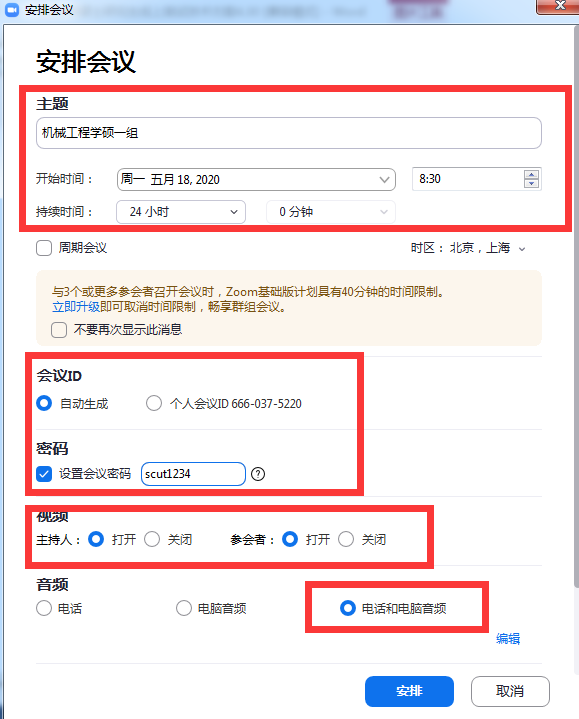 安排会议
安排会议
主题
机械工程学硕一组
开始时间： 周一 五月 18, 2020 8:30
持续时间： 24 小时 0 分钟
周期会议 时区： 北京，上海
与3个或更多参会者召开会议时，Zoom基础版计划具有40分钟的时间限制。
立即升级即可取消时间限制，畅享群组会议。
不要再次显示此消息
会议ID
自动生成 个人会议ID 666-037-5220
密码
设置会议密码 scut1234 ?
视频
主持人： 打开 关闭 参会者： 打开 关闭
音频
电话 电脑音频 电话和电脑音频
编辑
安排 取消